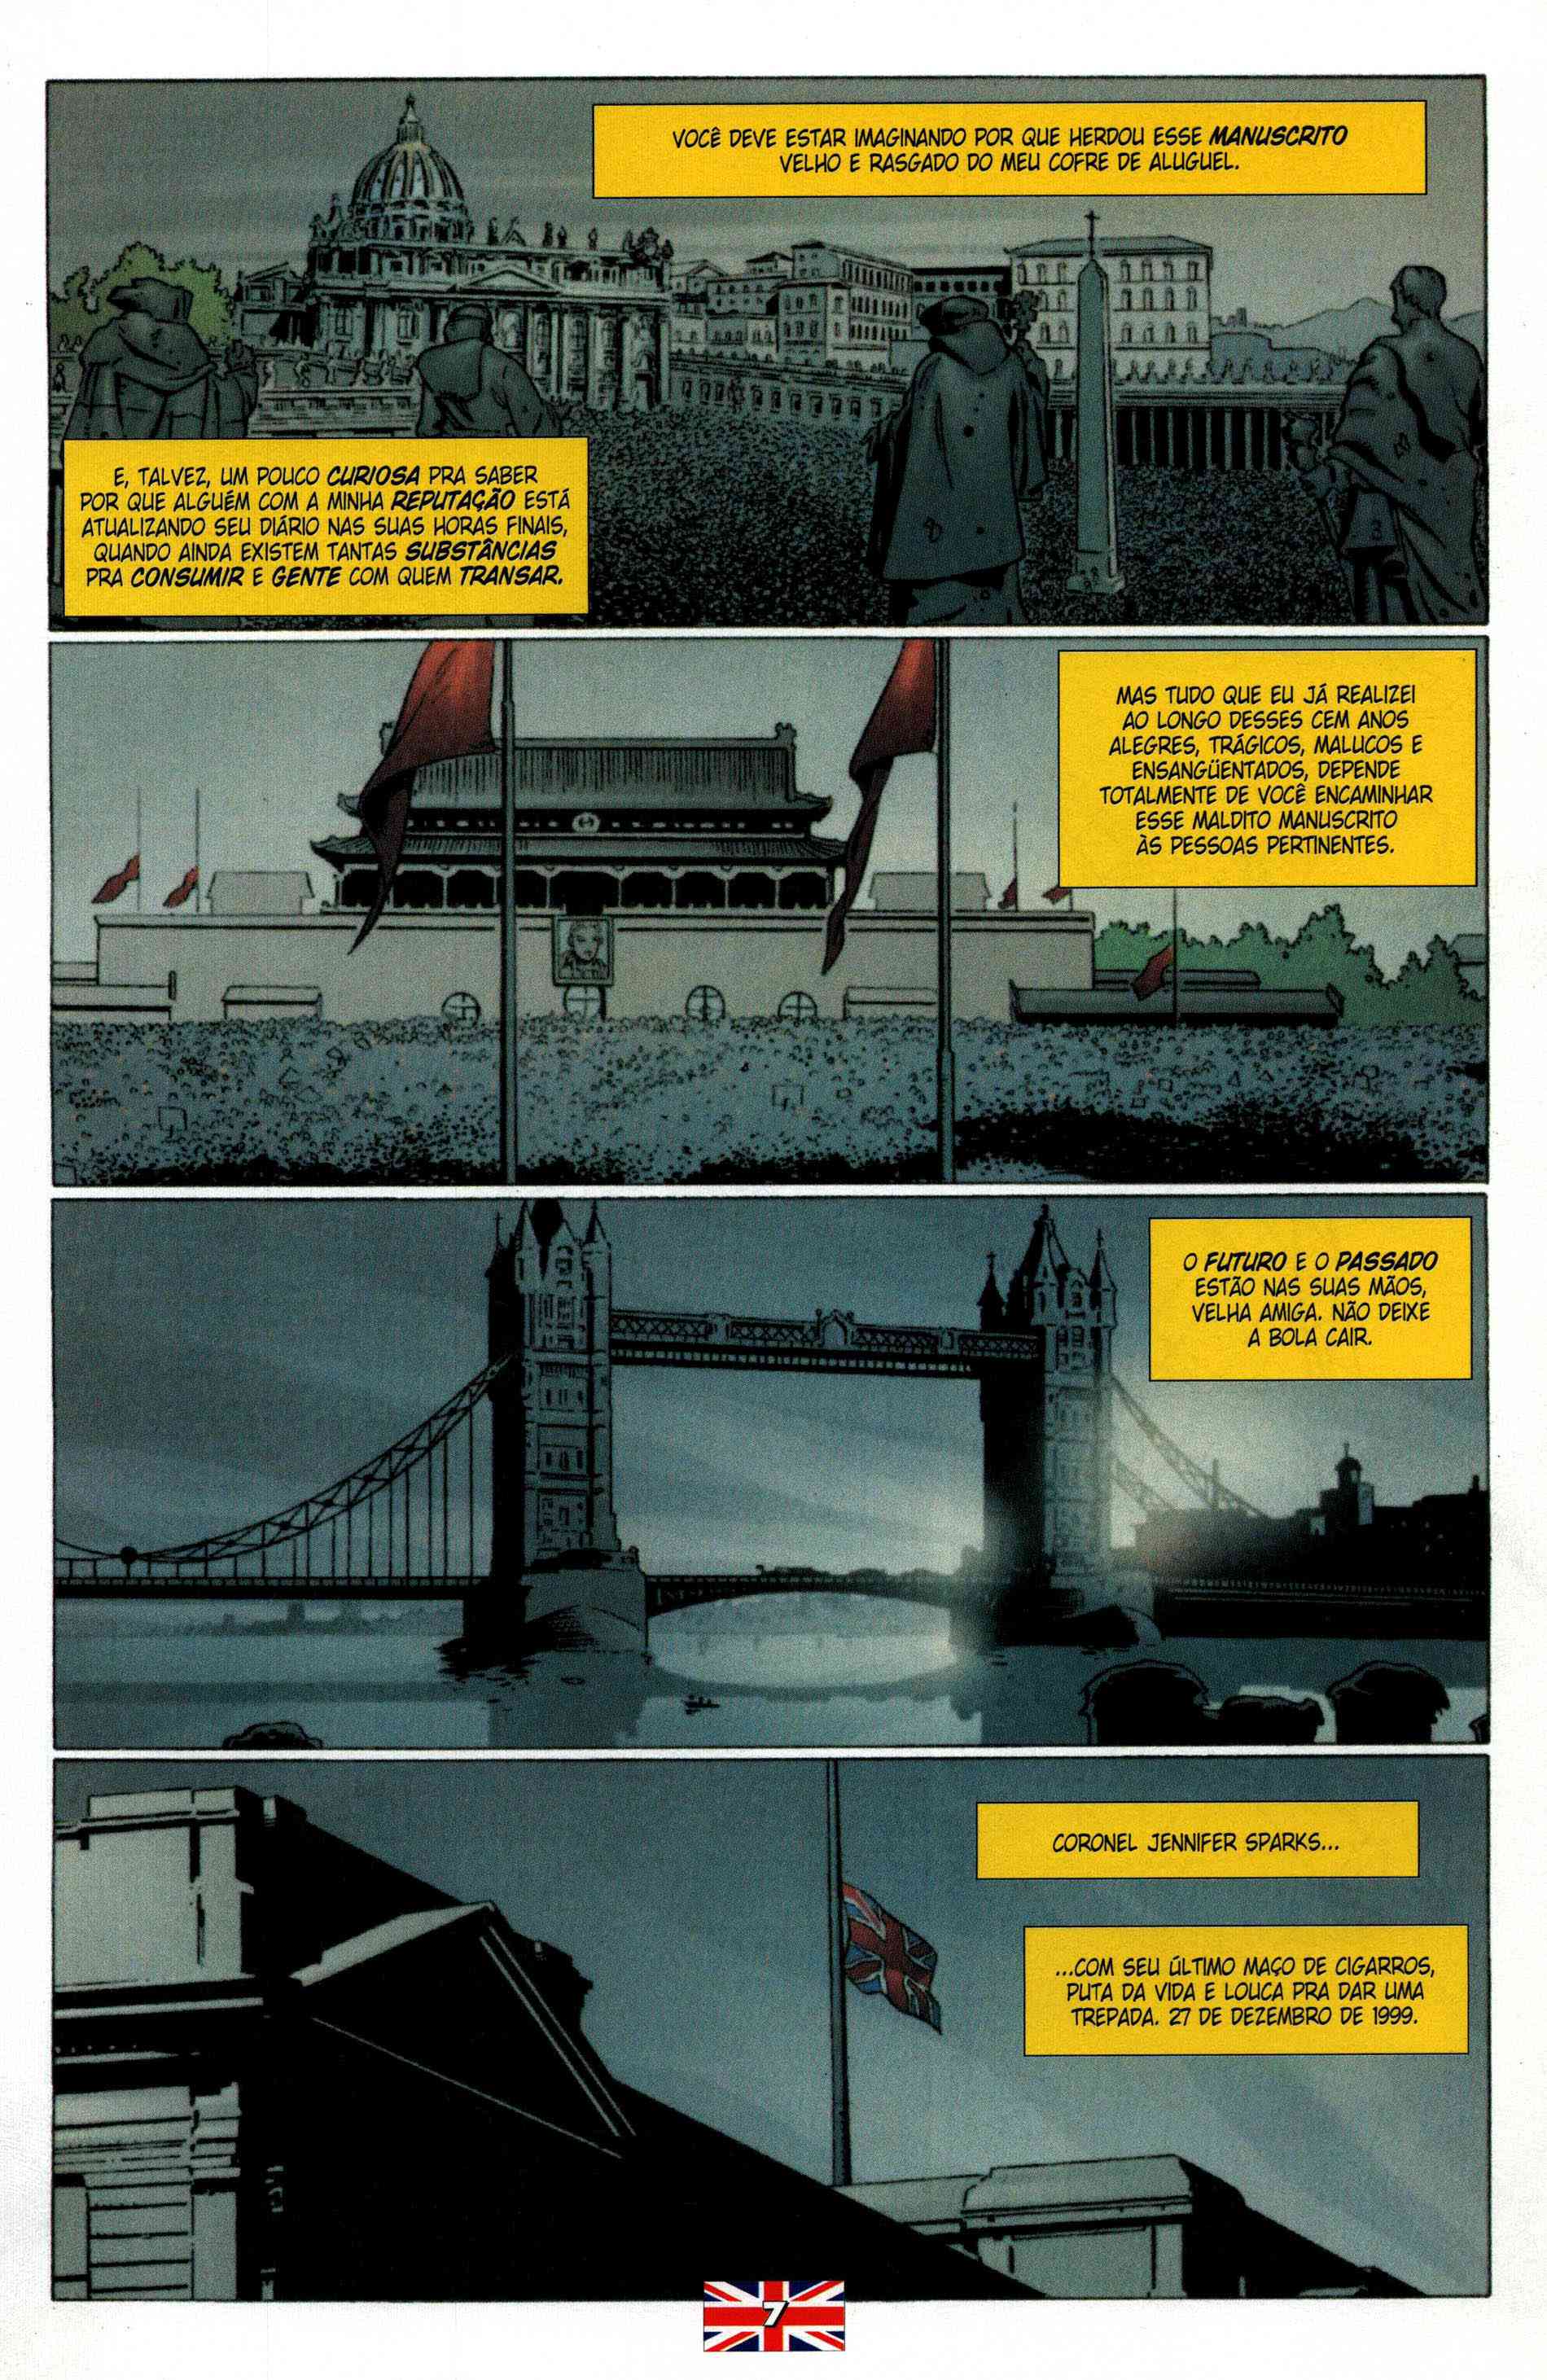 VOCÊ DEVE ESTAR IMAGINANDO POR QUE HERDOU ESSE MANUSCRITO
VELHO E RASGADO DO MEU COFRE DE ALUGUEL.
E, TALVEZ, UM POUCO CURIOSA PRA SABER
POR QUE ALGUÉM COM A MINHA REPUTAÇÃO ESTÁ
ATUALIZANDO SEU DIÁRIO NAS SUAS HORAS FINAIS,
QUANDO AINDA EXISTEM TANTAS SUBSTÂNCIAS
PRA CONSUMIR E GENTE COM QUEM TRANSAR.
MAS TUDO QUE EU JÁ REALIZEI
AO LONGO DESSES CEM ANOS
ALEGRES, TRÁGICOS, MALUCOS E
ENSANGÜENTADOS, DEPENDE
TOTALMENTE DE VOCÊ ENCAMINHAR
ESSE MALDITO MANUSCRITO
ÀS PESSOAS PERTINENTES.
O FUTURO E O PASSADO
ESTÃO NAS SUAS MÃOS,
VELHA AMIGA. NÃO DEIXE
A BOLA CAIR.
CORONEL JENNIFER SPARKS...
...COM SEU ÚLTIMO MAÇO DE CIGARROS,
PUTA DA VIDA E LOUCA PRA DAR UMA
TREPADA. 27 DE DEZEMBRO DE 1999.
7